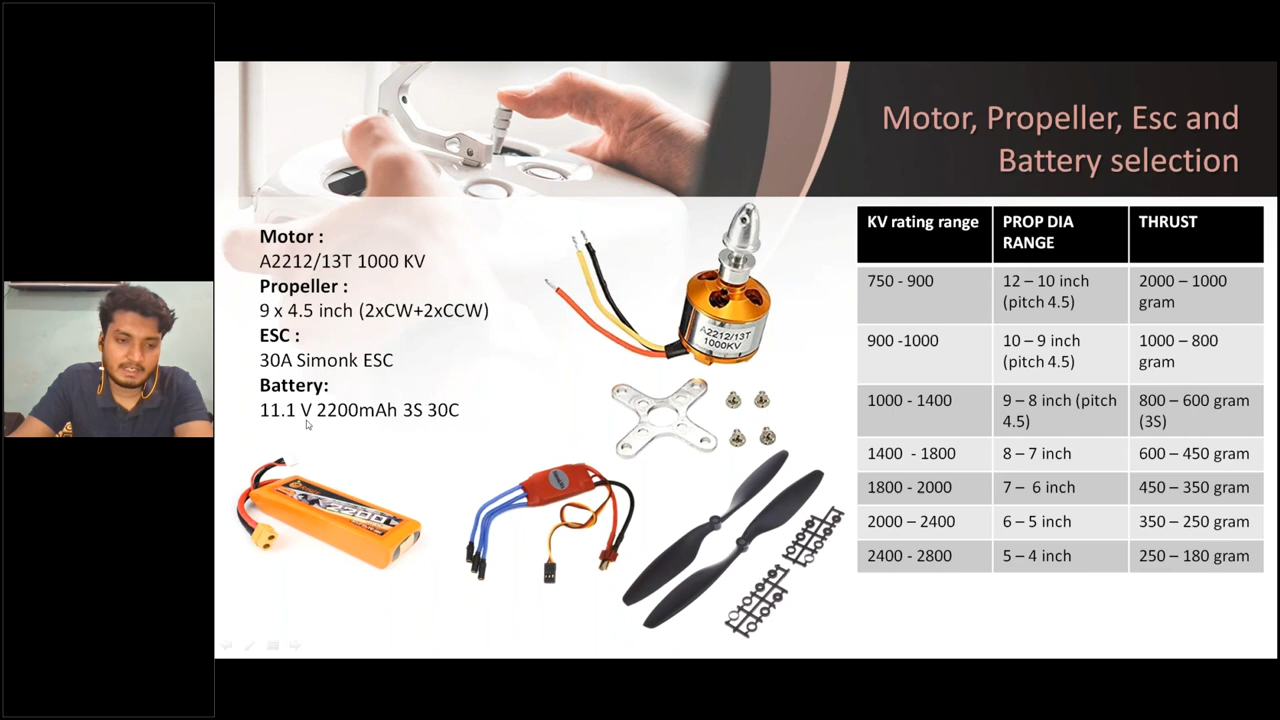 Motor, Propeller, Esc and
Battery selection
Motor :
A2212/13T 1000 KV
Propeller :
9 x 4.5 inch (2xCW+2xCCW)
ESC :
30A Simonk ESC
Battery:
11.1 V 2200mAh 3S 30C
A2212/13T
1000KV
2200
KV rating range PROP DIA THRUST
RANGE
750 - 900 12 – 10 inch 2000 – 1000
(pitch 4.5) gram
900 -1000 10 – 9 inch 1000 – 800
(pitch 4.5) gram
1000 - 1400 9 – 8 inch (pitch 800 – 600 gram
4.5) (3S)
1400 - 1800 8 – 7 inch 600 – 450 gram
1800 - 2000 7 – 6 inch 450 – 350 gram
2000 – 2400 6 – 5 inch 350 – 250 gram
2400 - 2800 5 – 4 inch 250 – 180 gram